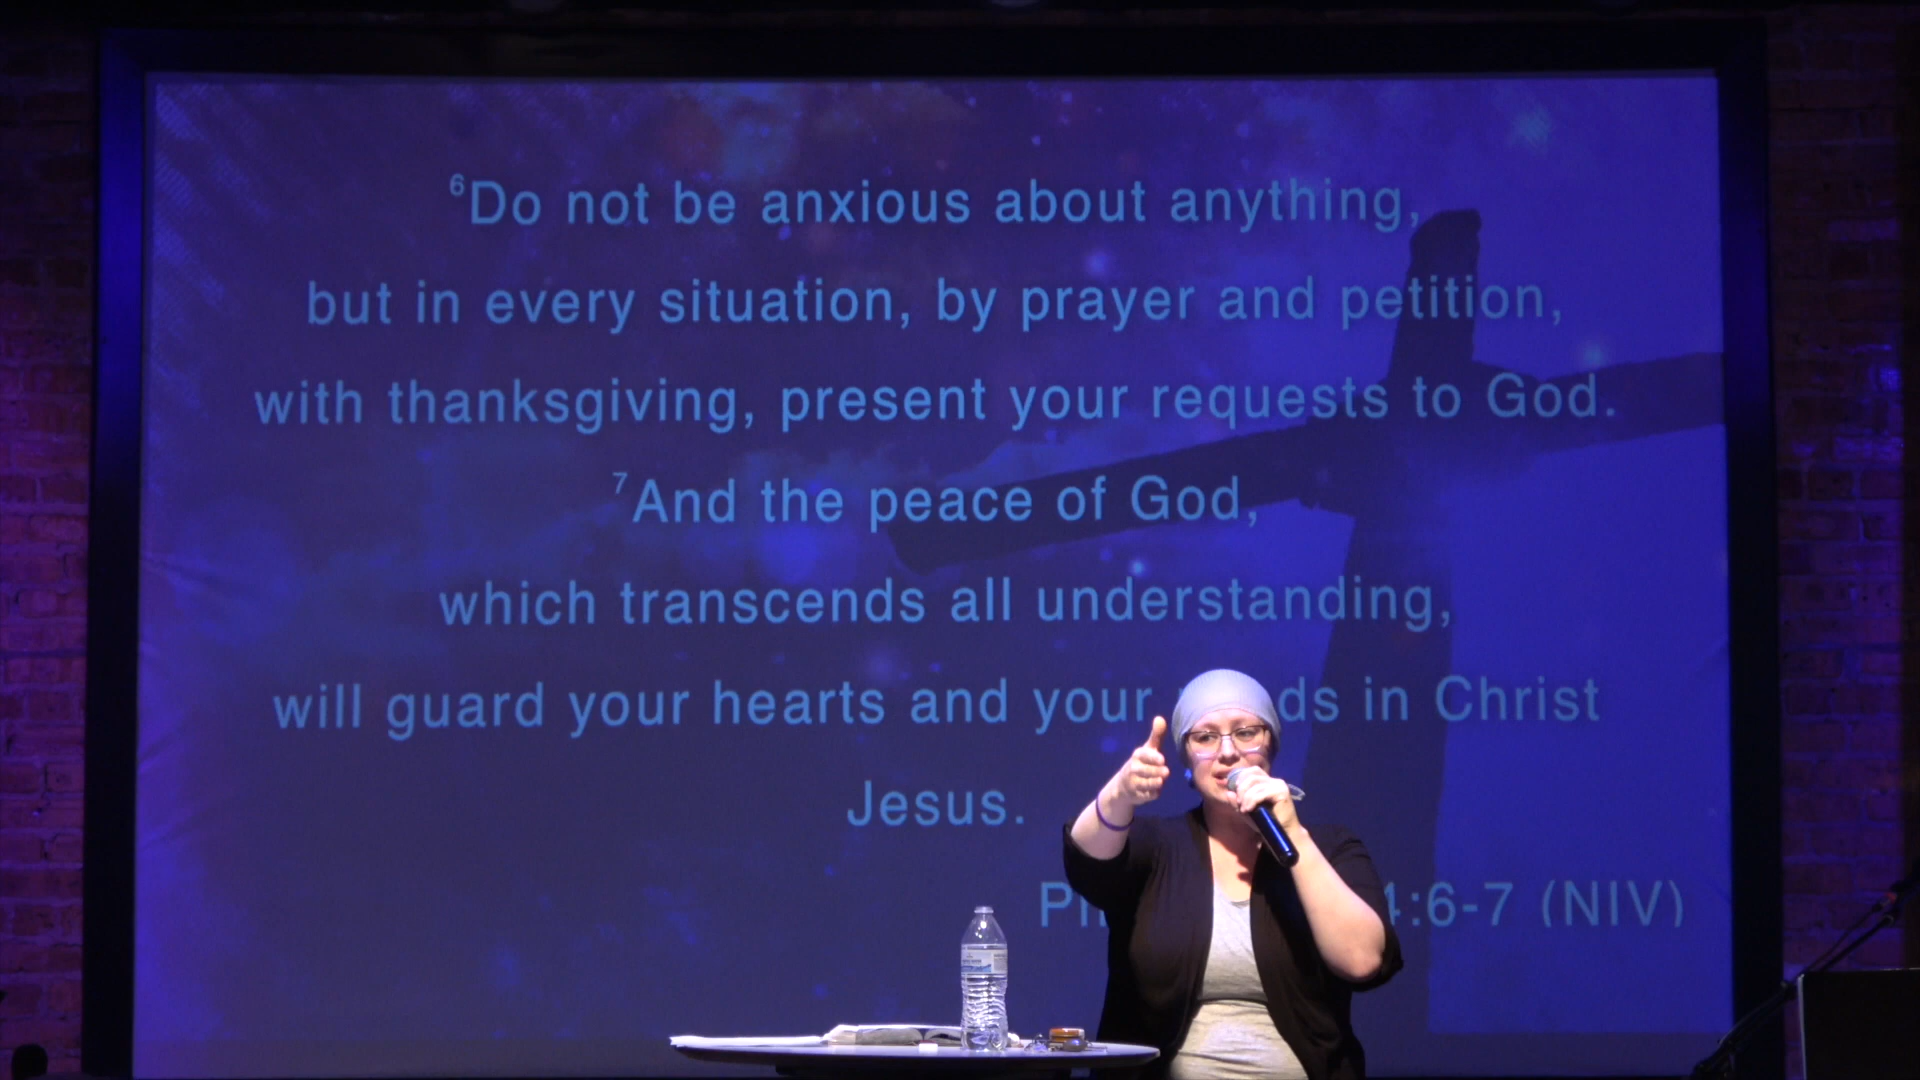 ⁶Do not be anxious about anything,
but in every situation, by prayer and petition,
with thanksgiving, present your requests to God.
⁷And the peace of God,
which transcends all understanding,
will guard your hearts and your in Christ
Jesus.
4:6-7 (NIV)